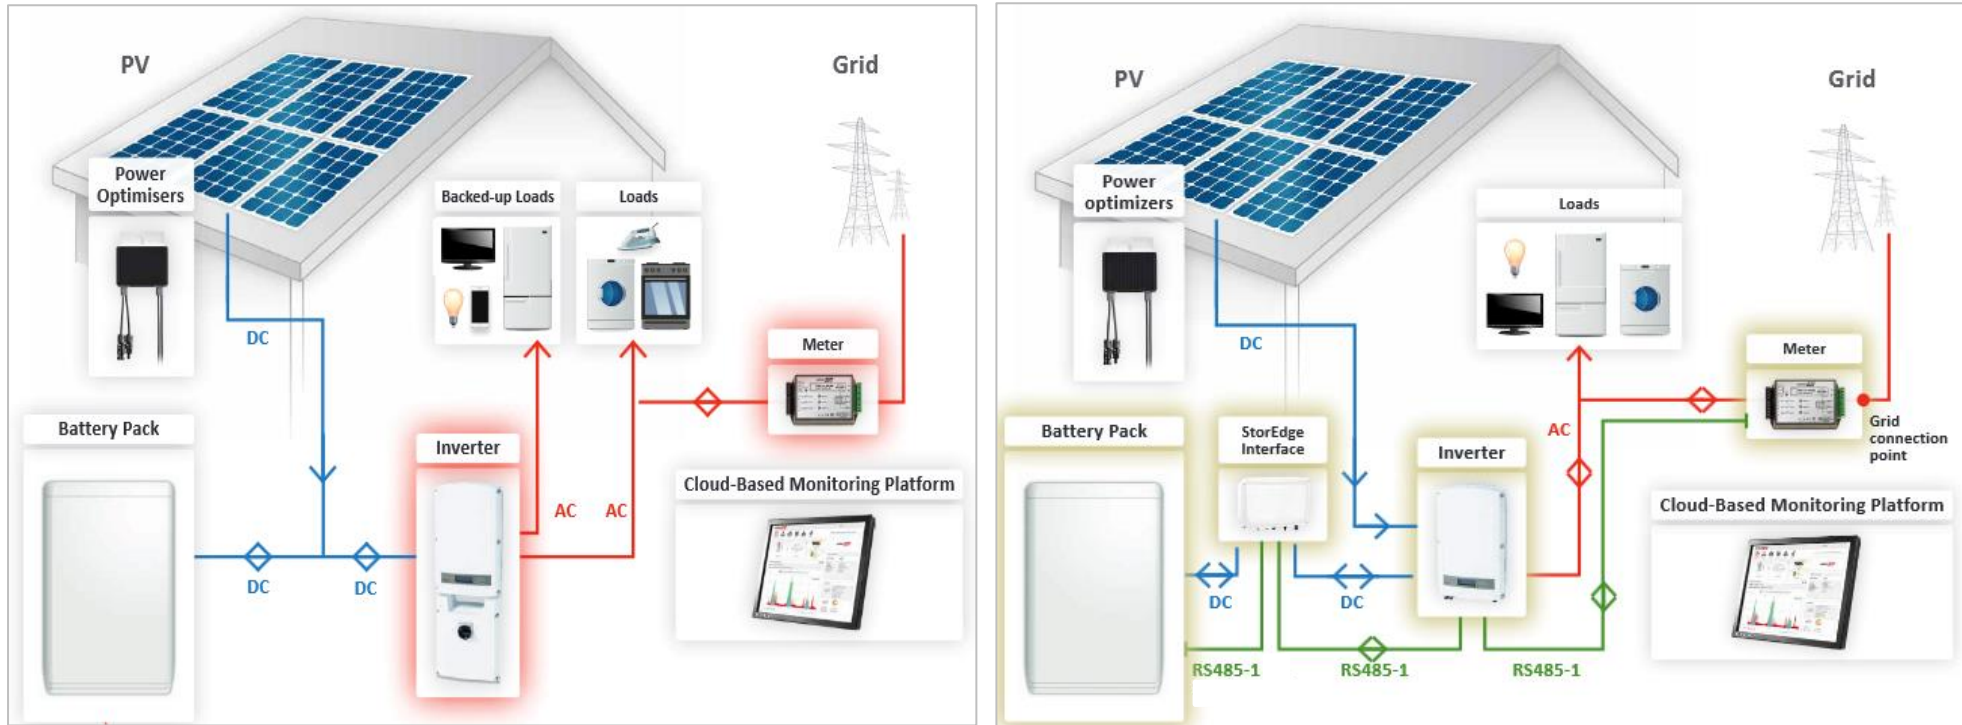 PV
Grid
Power
Optimisers
Backed-up Loads
Loads
DC
Meter
Battery Pack
Inverter
Cloud-Based Monitoring Platform
AC
AC
DC
DC
PV
Grid
Power
optimizers
Loads
DC
Meter
Battery Pack
StorEdge
Interface
Inverter
AC
Grid
connection
point
Cloud-Based Monitoring Platform
DC
DC
RS485-1
RS485-1
RS485-1